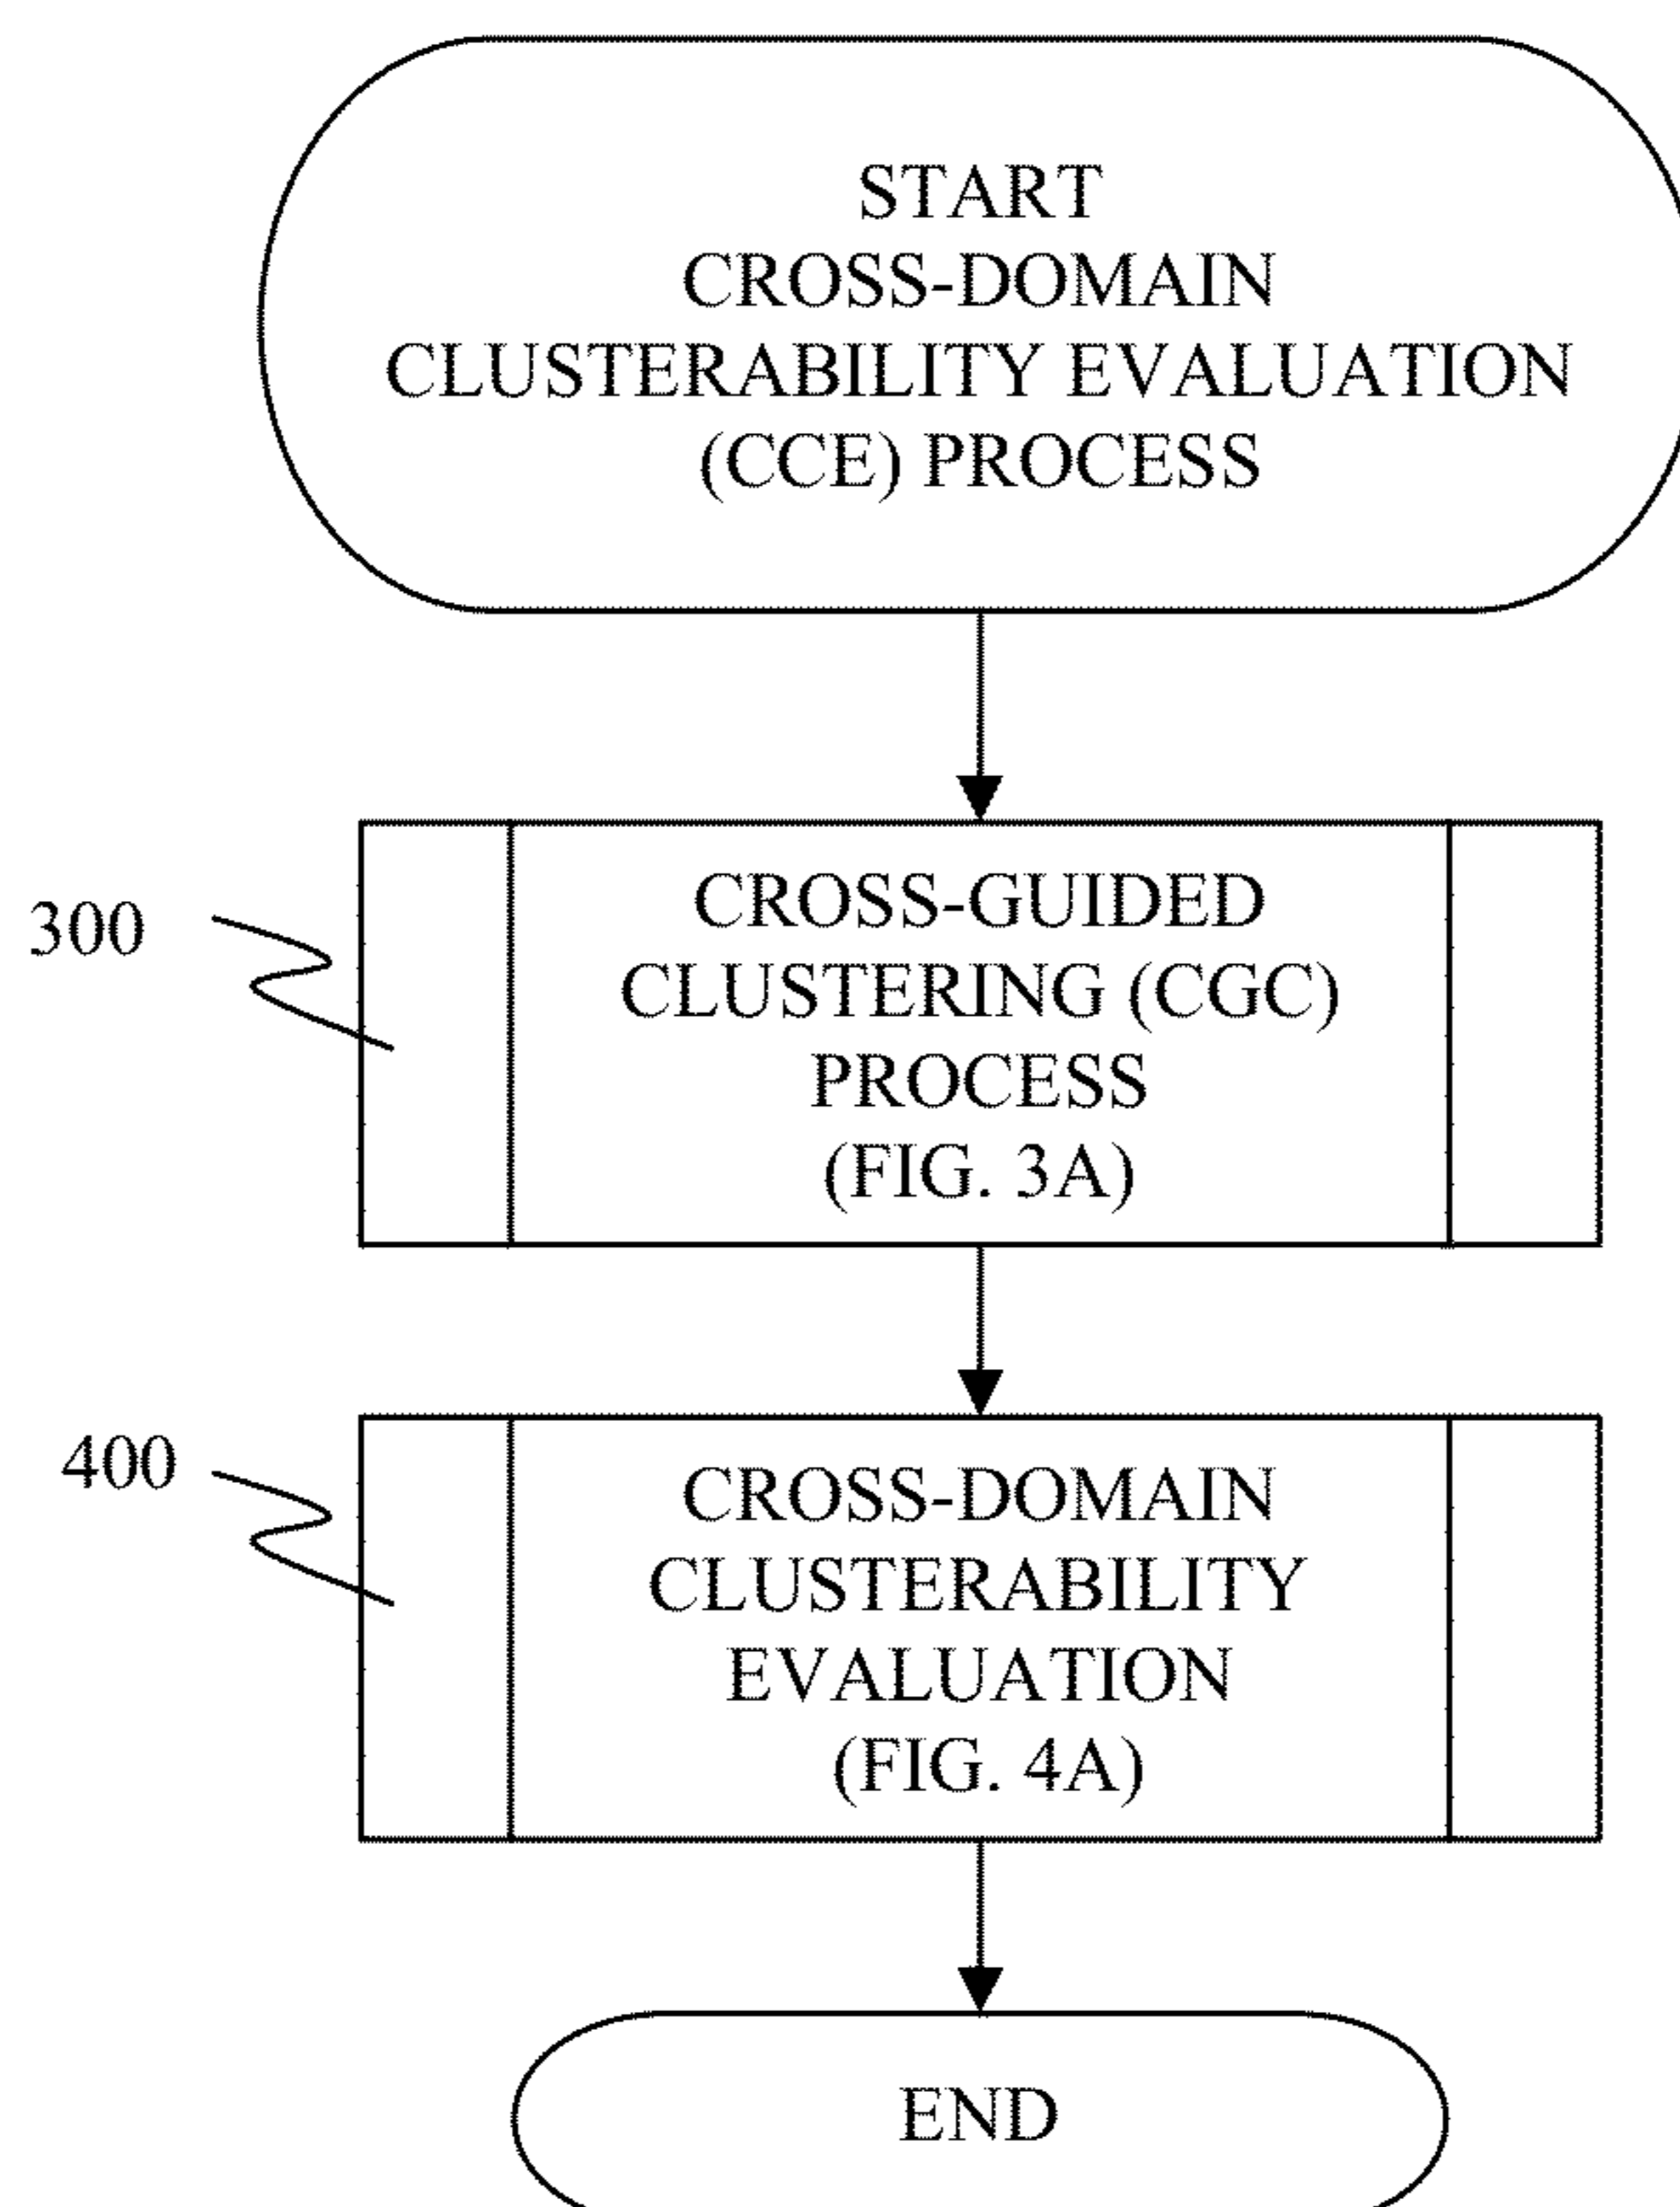 START
CROSS-DOMAIN
CLUSTERABILITY EVALUATION
(CCE) PROCESS
300
CROSS-GUIDED
CLUSTERING (CGC)
PROCESS
(FIG. 3A)
400
CROSS-DOMAIN
CLUSTERABILITY
EVALUATION
(FIG. 4A)
END